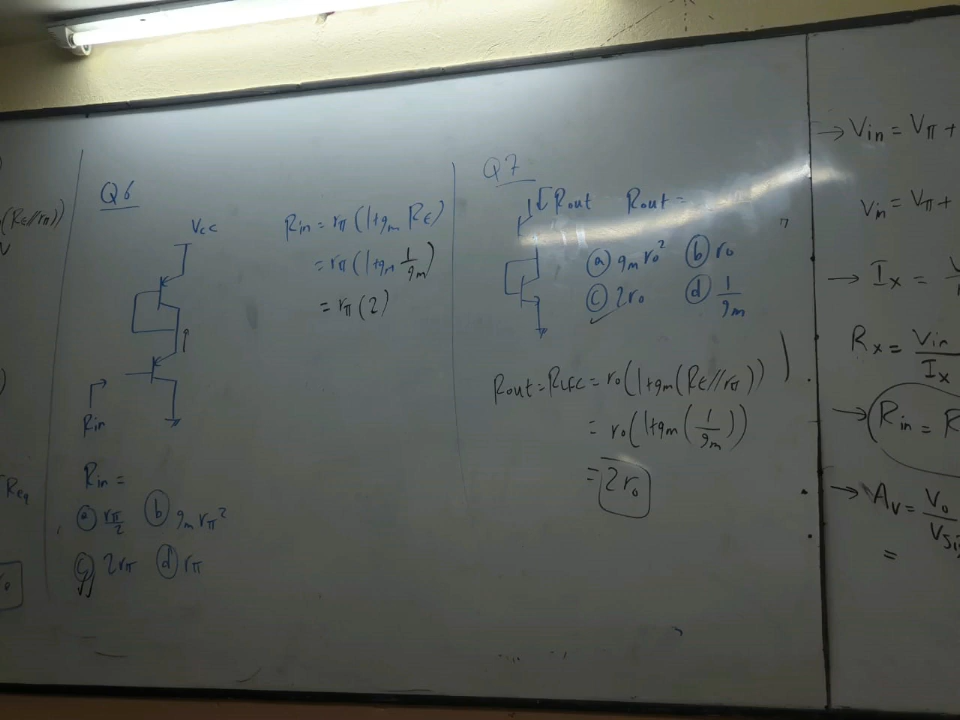 (RE//rπ))
Req
Q6
Vcc
Rin
Rin = rπ(1+gm RE)
= rπ(1+gm 1/gm)
= rπ(2)
Rin =
a rπ/2 b gm rπ²
c 2rπ d rπ
Q7
Rout Rout =
a gm ro² b ro
c 2ro d 1/gm
Rout = = ro(1+gm(RE//rπ))
= ro(1+gm(1/gm))
= 2ro
→ Vin = Vπ +
Vin = Vπ +
→ Ix =
Rx = Vin/Ix
→ Rin = R
→ Av = Vo/Vsi
=